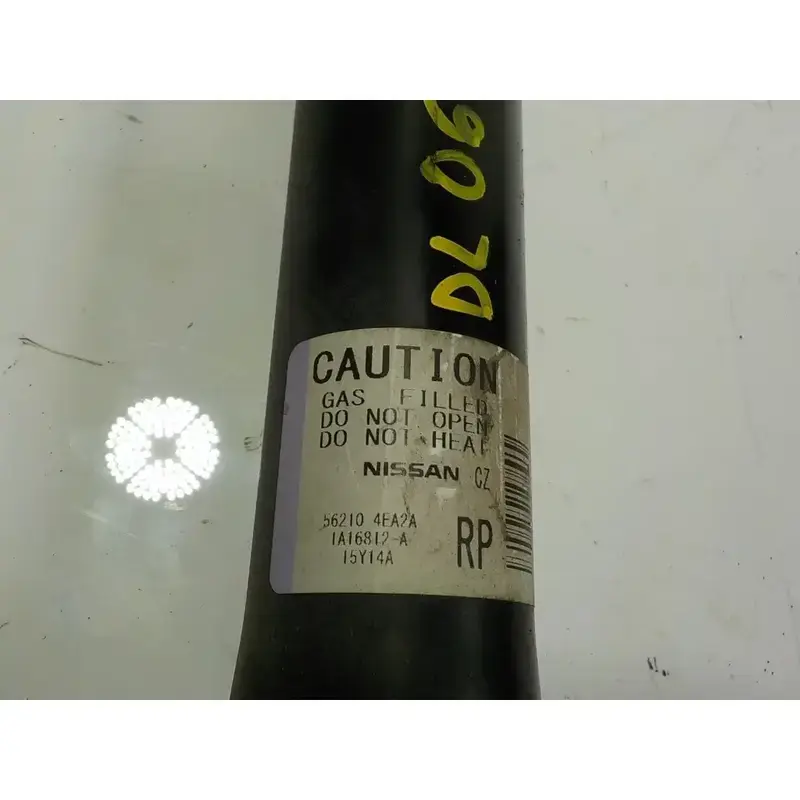 DL 06
CAUTION
GAS FILLED
DO NOT OPEN
DO NOT HEAT
NISSAN CZ
56210 4EA2A
1A16812-A
15Y14A
RP